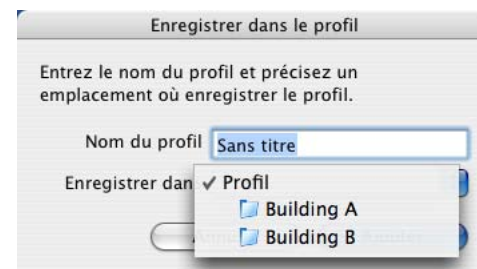 Enregistrer dans le profil
Entrez le nom du profil et précisez un
emplacement où enregistrer le profil.
Nom du profil Sans titre
Enregistrer dan ✓ Profil
Building A
Building B